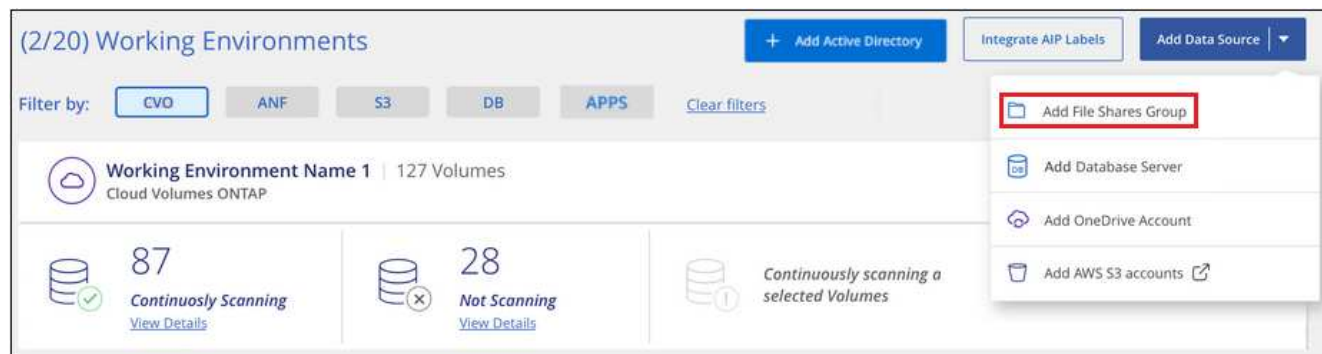 (2/20) Working Environments
+ Add Active Directory
Integrate AIP Labels
Add Data Source
Filter by:
CVO
ANF
S3
DB
APPS
Clear filters
Add File Shares Group
DB
Add Database Server
Add OneDrive Account
Add AWS S3 accounts
Working Environment Name 1 | 127 Volumes
Cloud Volumes ONTAP
87
Continuosly Scanning
View Details
28
Not Scanning
View Details
Continuously scanning a
selected Volumes